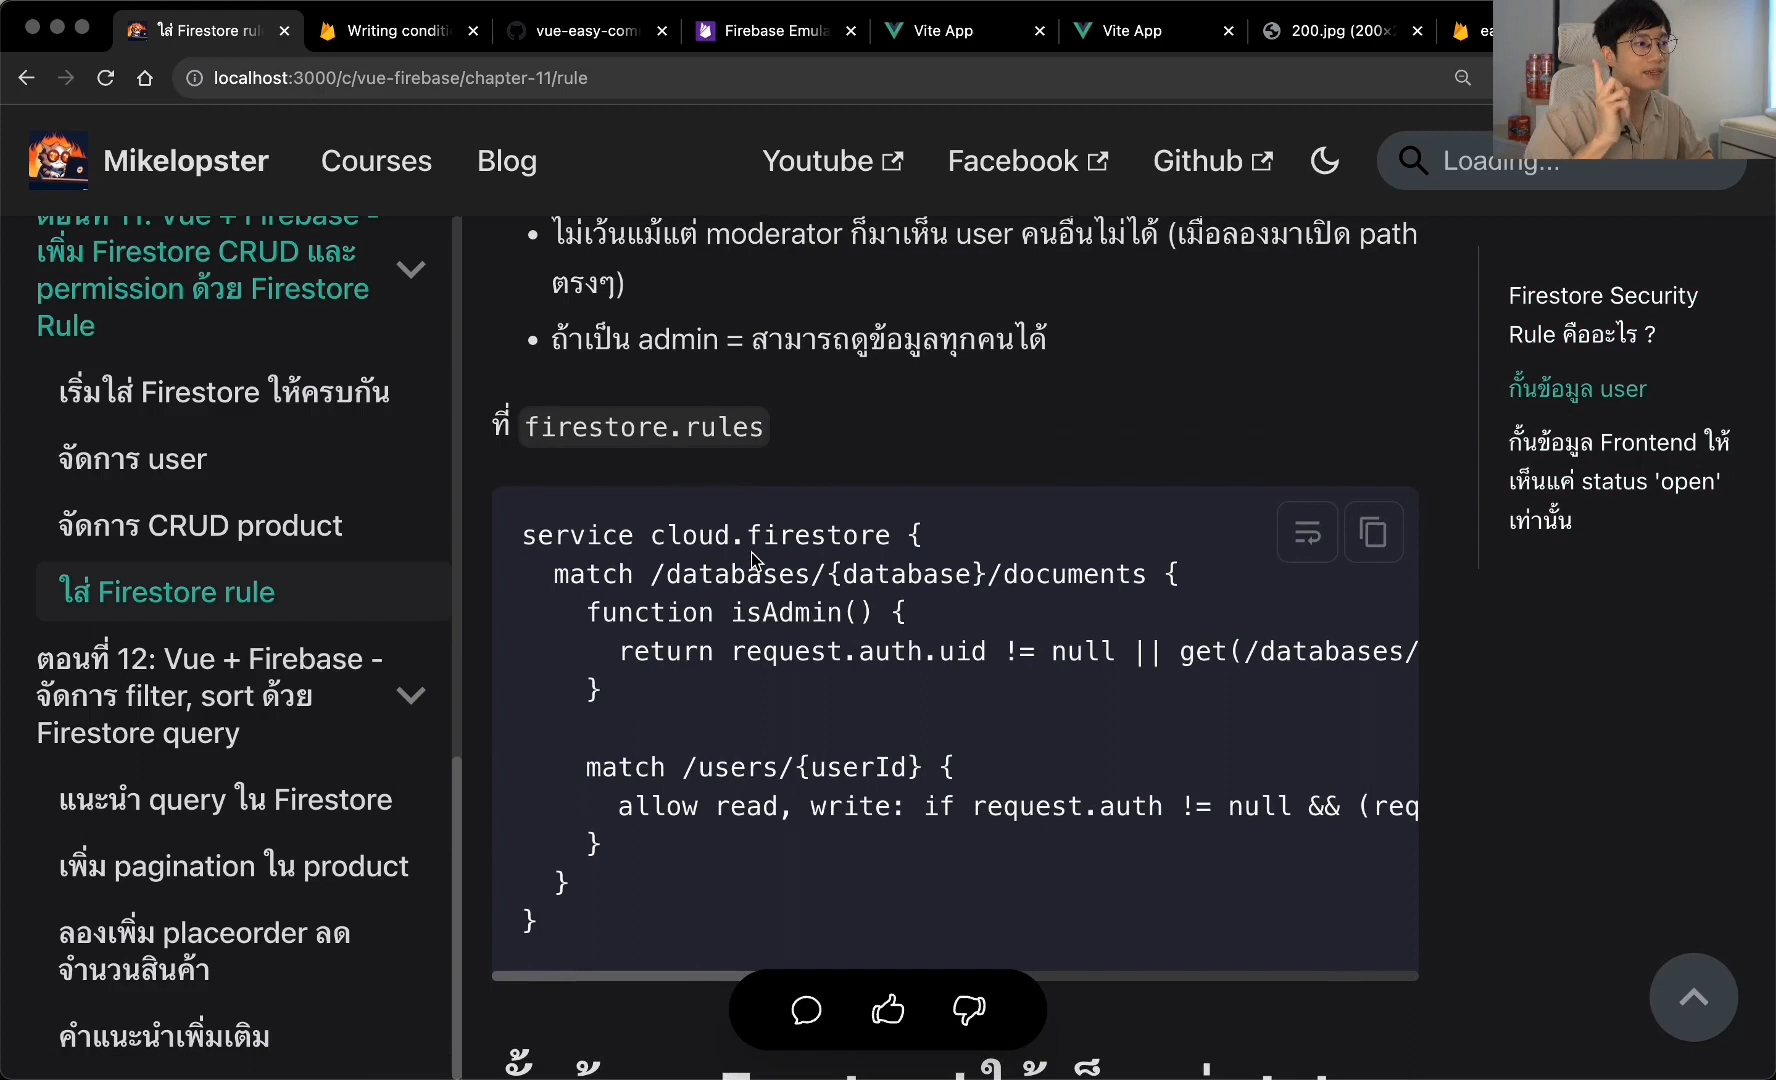 ใส่ Firestore rul
Writing conditi
vue-easy-com
Firebase Emula
Vite App
Vite App
200.jpg (200×2
ea
localhost:3000/c/vue-firebase/chapter-11/rule
Mikelopster
Courses
Blog
Youtube
Facebook
Github
Loading...
ตอนที่ 11: Vue + Firebase -
เพิ่ม Firestore CRUD และ
permission ด้วย Firestore
Rule
เริ่มใส่ Firestore ให้ครบกัน
จัดการ user
จัดการ CRUD product
ใส่ Firestore rule
ตอนที่ 12: Vue + Firebase -
จัดการ filter, sort ด้วย
Firestore query
แนะนำ query ใน Firestore
เพิ่ม pagination ใน product
ลองเพิ่ม placeorder ลด
จำนวนสินค้า
คำแนะนำเพิ่มเติม
ไม่เว้นแม้แต่ moderator ก็มาเห็น user คนอื่นไม่ได้ (เมื่อลองมาเปิด path
ตรงๆ)
ถ้าเป็น admin = สามารถดูข้อมูลทุกคนได้
ที่ firestore.rules
service cloud.firestore {
match /databases/{database}/documents {
function isAdmin() {
return request.auth.uid != null || get(/databases/
}
match /users/{userId} {
allow read, write: if request.auth != null && (req
}
}
}
Firestore Security
Rule คืออะไร ?
กั้นข้อมูล user
กั้นข้อมูล Frontend ให้
เห็นแค่ status 'open'
เท่านั้น